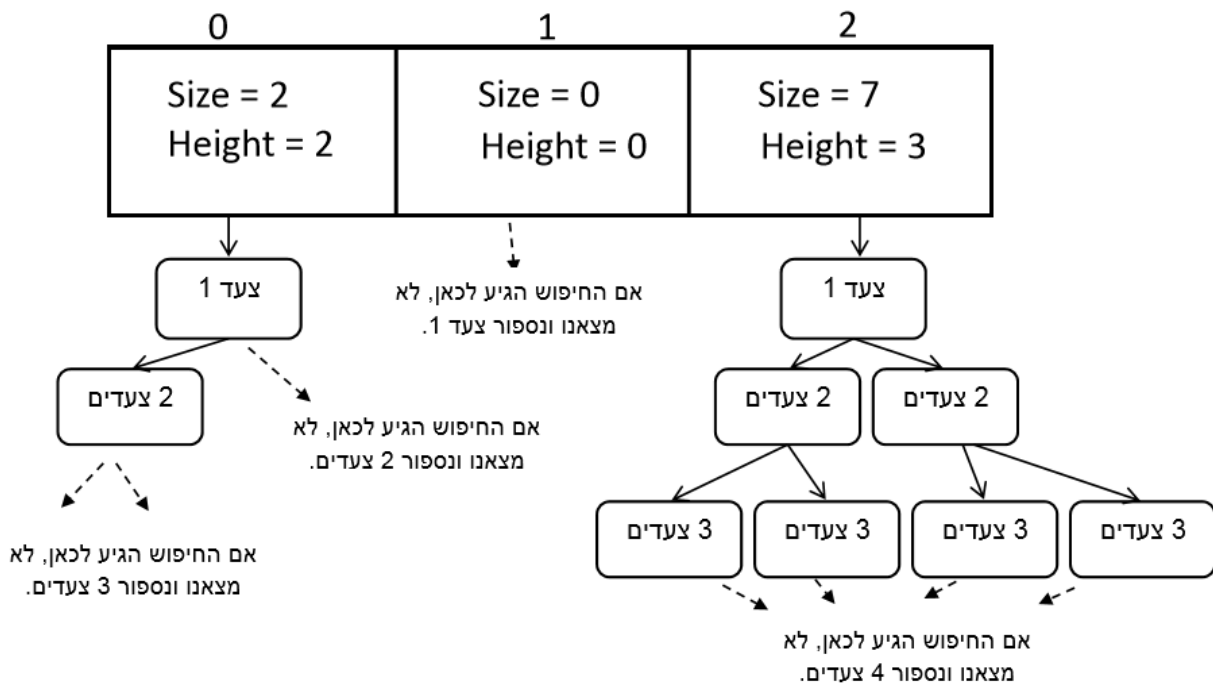 0
1
2
Size = 2
Height = 2
Size = 0
Height = 0
Size = 7
Height = 3
צעד 1
אם החיפוש הגיע לכאן, לא
מצאנו ונספור צעד 1.
צעד 1
2 צעדים
אם החיפוש הגיע לכאן, לא
מצאנו ונספור 2 צעדים.
2 צעדים
2 צעדים
3 צעדים
3 צעדים
3 צעדים
3 צעדים
אם החיפוש הגיע לכאן, לא
מצאנו ונספור 3 צעדים.
אם החיפוש הגיע לכאן, לא
מצאנו ונספור 4 צעדים.